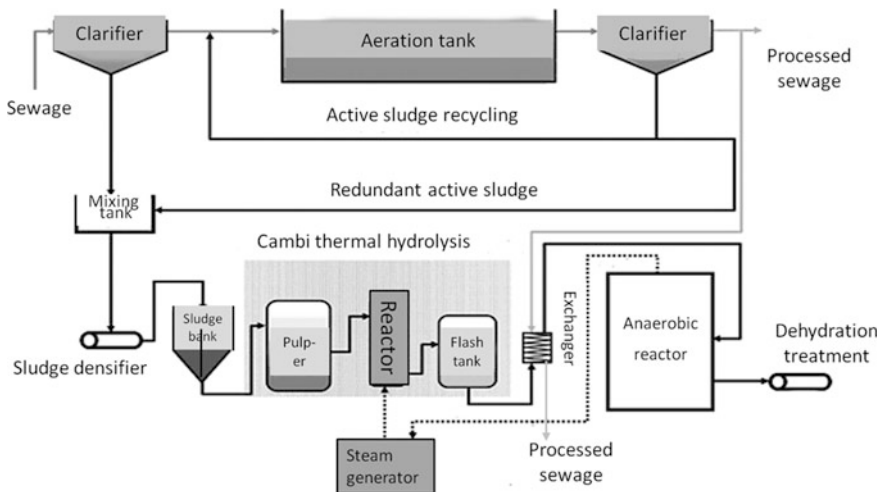 Clarifier
Aeration tank
Clarifier
Processed
sewage
Sewage
Active sludge recycling
Redundant active sludge
Mixing
tank
Cambi thermal hydrolysis
Sludge
bank
Pulp-
er
Reactor
Flash
tank
Exchanger
Anaerobic
reactor
Dehydration
treatment
Sludge densifier
Steam
generator
Processed
sewage